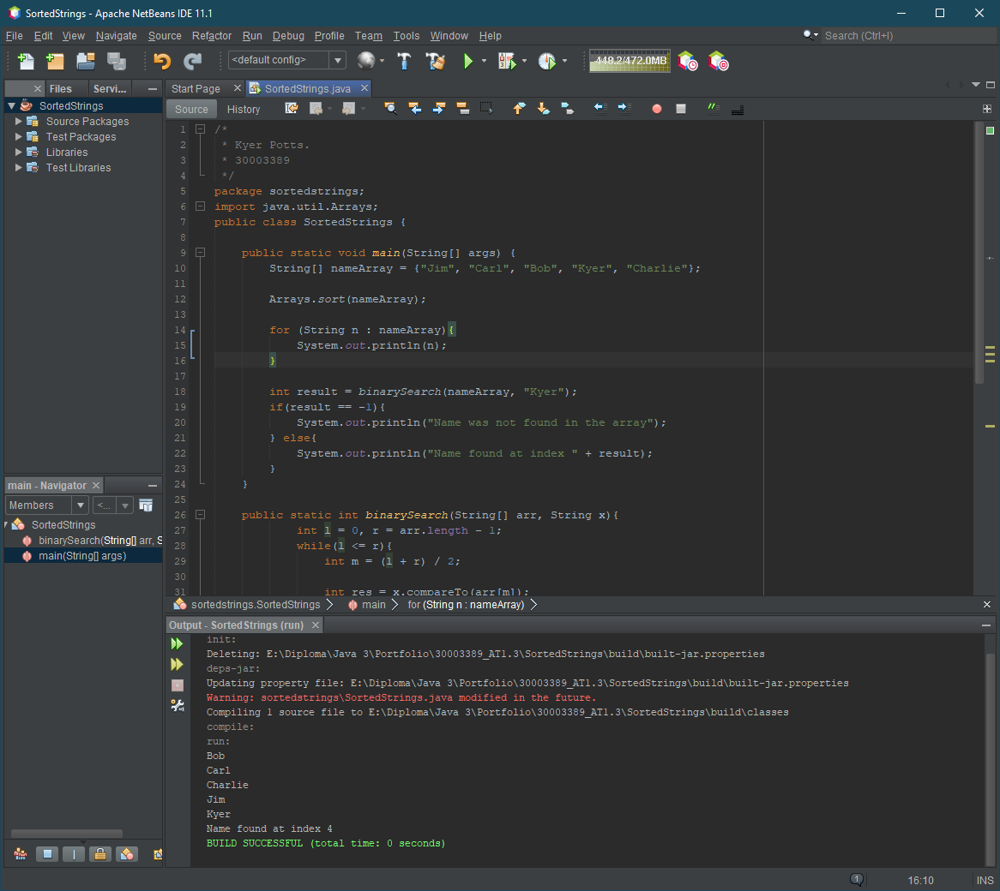 SortedStrings - Apache NetBeans IDE 11.1
File Edit View Navigate Source Refactor Run Debug Profile Team Tools Window Help
Search (Ctrl+I)
<default config>
448.2/472.0MB
Files Servi...
Start Page SortedStrings.java
SortedStrings
Source Packages
Test Packages
Libraries
Test Libraries
Source History
1 /*
2 * Kyer Potts.
3 * 30003389
4 */
5 package sortedstrings;
6 import java.util.Arrays;
7 public class SortedStrings {
8
9 public static void main(String[] args) {
10 String[] nameArray = {"Jim", "Carl", "Bob", "Kyer", "Charlie"};
11
12 Arrays.sort(nameArray);
13
14 for (String n : nameArray){
15 System.out.println(n);
16 }
17
18 int result = binarySearch(nameArray, "Kyer");
19 if(result == -1){
20 System.out.println("Name was not found in the array");
21 } else{
22 System.out.println("Name found at index " + result);
23 }
24 }
25
26 public static int binarySearch(String[] arr, String x){
27 int l = 0, r = arr.length - 1;
28 while(l <= r){
29 int m = (l + r) / 2;
30
31 int res = x.compareTo(arr[m]);
main - Navigator
Members <...
SortedStrings
binarySearch(String[] arr, S
main(String[] args)
sortedstrings.SortedStrings main for (String n : nameArray)
Output - SortedStrings (run)
init:
Deleting: E:\Diploma\Java 3\Portfolio\30003389_AT1.3\SortedStrings\build\built-jar.properties
deps-jar:
Updating property file: E:\Diploma\Java 3\Portfolio\30003389_AT1.3\SortedStrings\build\built-jar.properties
Warning: sortedstrings\SortedStrings.java modified in the future.
Compiling 1 source file to E:\Diploma\Java 3\Portfolio\30003389_AT1.3\SortedStrings\build\classes
compile:
run:
Bob
Carl
Charlie
Jim
Kyer
Name found at index 4
BUILD SUCCESSFUL (total time: 0 seconds)
1 16:10 INS